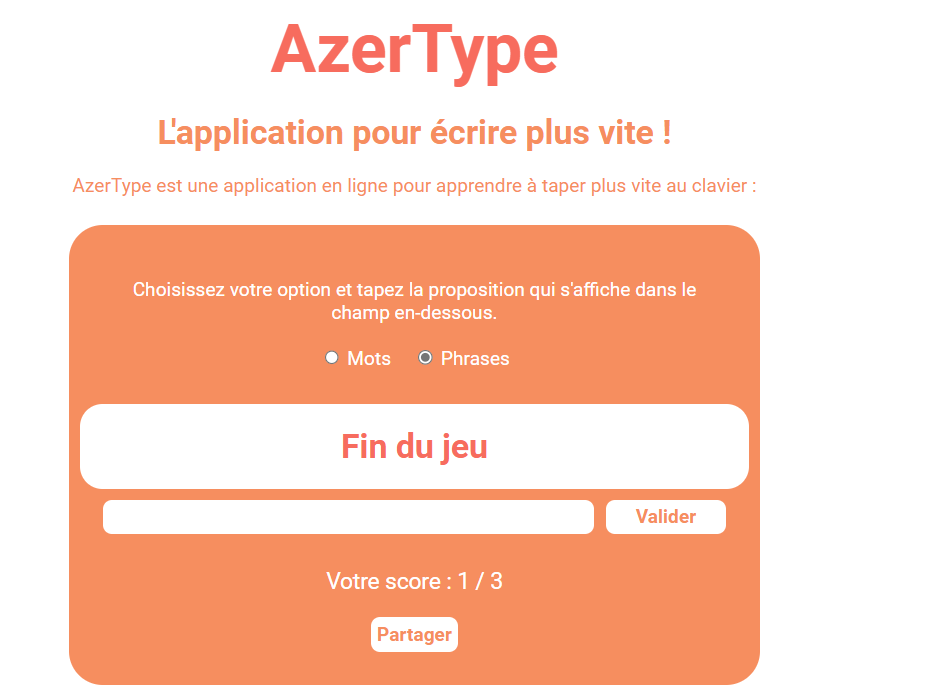 AzerType
L'application pour écrire plus vite !
AzerType est une application en ligne pour apprendre à taper plus vite au clavier :
Choisissez votre option et tapez la proposition qui s'affiche dans le
champ en-dessous.
Mots Phrases
Fin du jeu
Valider
Votre score : 1 / 3
Partager